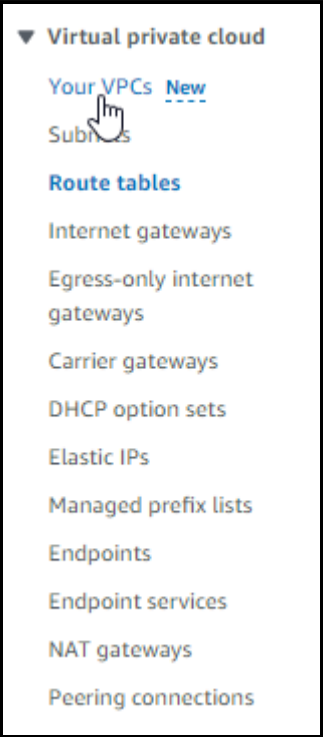 Virtual private cloud
Your VPCs New
Subnets
Route tables
Internet gateways
Egress-only internet
gateways
Carrier gateways
DHCP option sets
Elastic IPs
Managed prefix lists
Endpoints
Endpoint services
NAT gateways
Peering connections